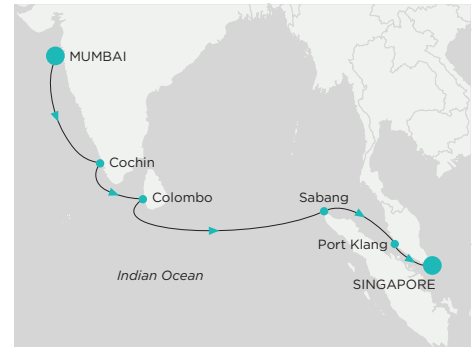 MUMBAI
Cochin
Colombo
Sabang
Port Klang
Indian Ocean
SINGAPORE